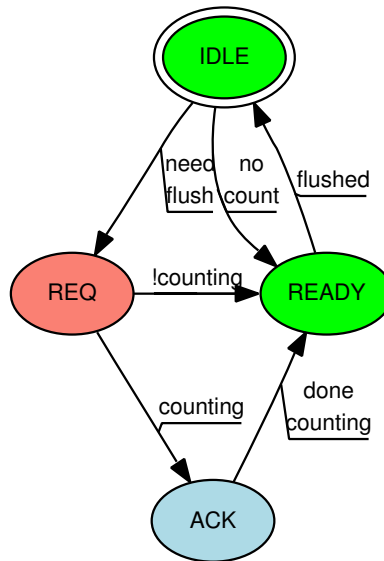 IDLE
need
flush
no
count
flushed
REQ
!counting
READY
counting
done
counting
ACK